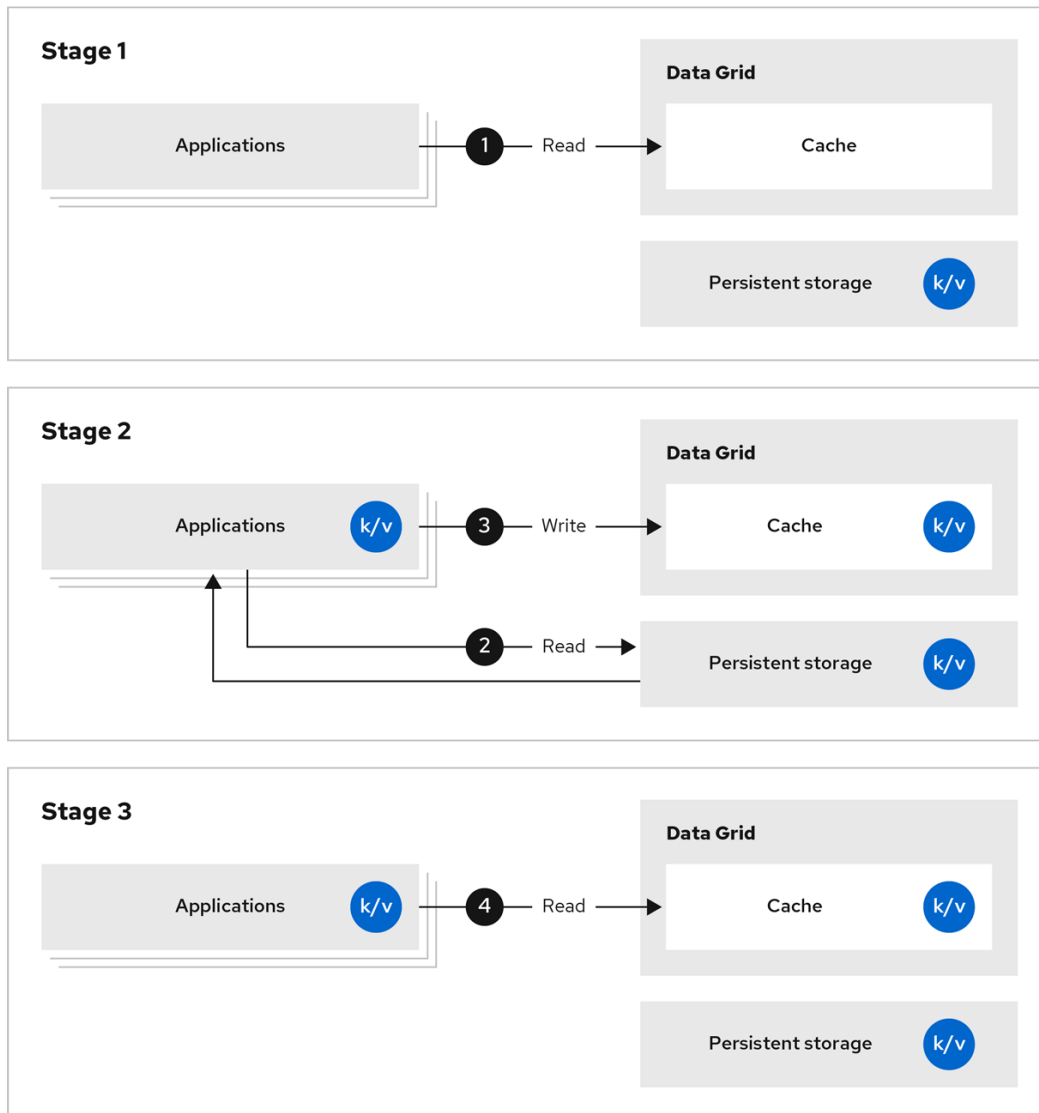 Stage 1
Data Grid
Applications
1
Read
Cache
Persistent storage
k/v
Stage 2
Data Grid
Applications
k/v
3
Write
Cache
k/v
2
Read
Persistent storage
k/v
Stage 3
Data Grid
Applications
k/v
4
Read
Cache
k/v
Persistent storage
k/v